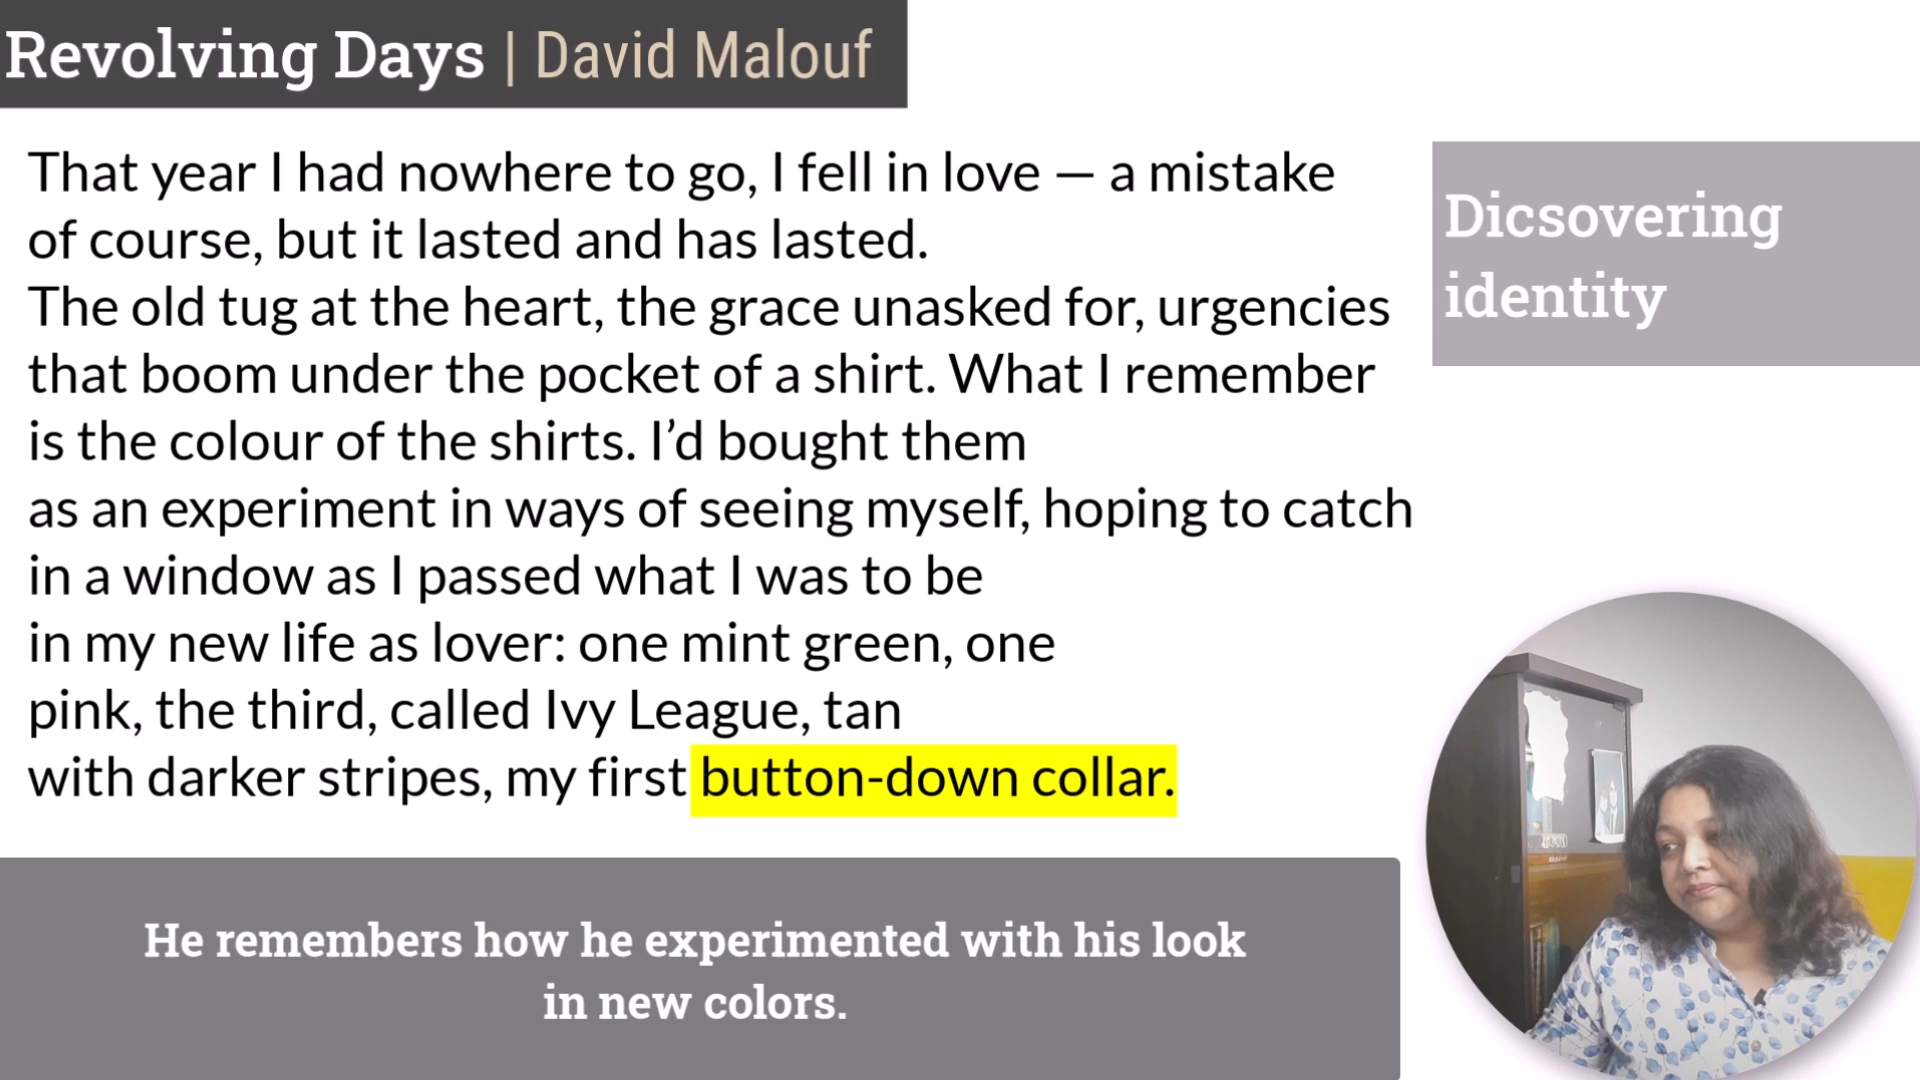 Revolving Days | David Malouf
That year I had nowhere to go, I fell in love — a mistake
of course, but it lasted and has lasted.
The old tug at the heart, the grace unasked for, urgencies
that boom under the pocket of a shirt. What I remember
is the colour of the shirts. I’d bought them
as an experiment in ways of seeing myself, hoping to catch
in a window as I passed what I was to be
in my new life as lover: one mint green, one
pink, the third, called Ivy League, tan
with darker stripes, my first button-down collar.
Dicsovering
identity
He remembers how he experimented with his look
in new colors.